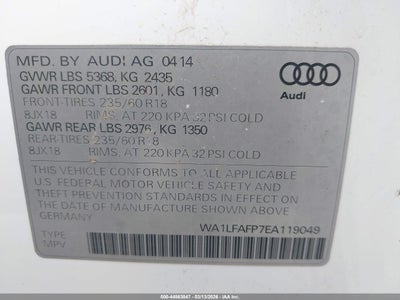 MFD. BY AUDI AG 04 14
GVWR LBS 5368, KG 2435
GAWR FRONT LBS 2601, KG 1180
FRONT-TIRES 235/60 R18
8JX18 RIMS, AT 220 KPA 32 PSI COLD
GAWR REAR LBS 2976, KG 1350
REAR-TIRES 235/60 R18
8JX18 RIMS, AT 220 KPA 32 PSI COLD
THIS VEHICLE CONFORMS TO ALL APPLICABLE
U.S. FEDERAL MOTOR VEHICLE SAFETY AND
THEFT PREVENTION STANDARDS IN EFFECT ON
THE DATE OF MANUFACTURE SHOWN ABOVE
GERMANY
TYPE: WA1LFAFP7EA119049
MPV
Audi